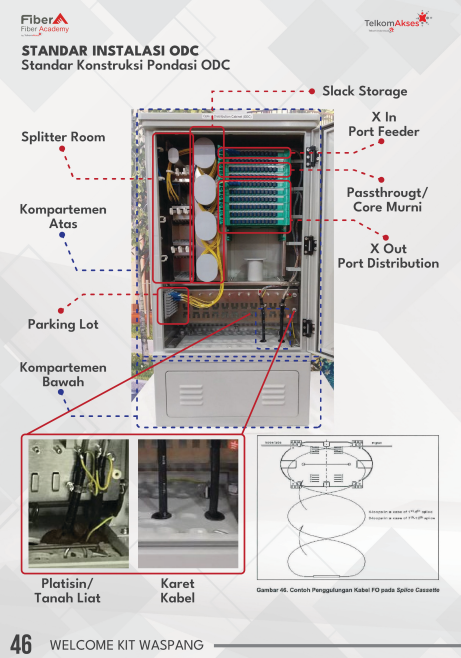 Fiber
Fiber Academy
TelkomAkses
STANDAR INSTALASI ODC
Standar Konstruksi Pondasi ODC
Slack Storage
X In
Port Feeder
Splitter Room
Passthrougt/
Core Murni
Kompartemen
Atas
X Out
Port Distribution
Parking Lot
Kompartemen
Bawah
Platisin/
Tanah Liat
Karet
Kabel
Gambar 46. Contoh Penggulungan Kabel FO pada Splice Cassette
46 WELCOME KIT WASPANG